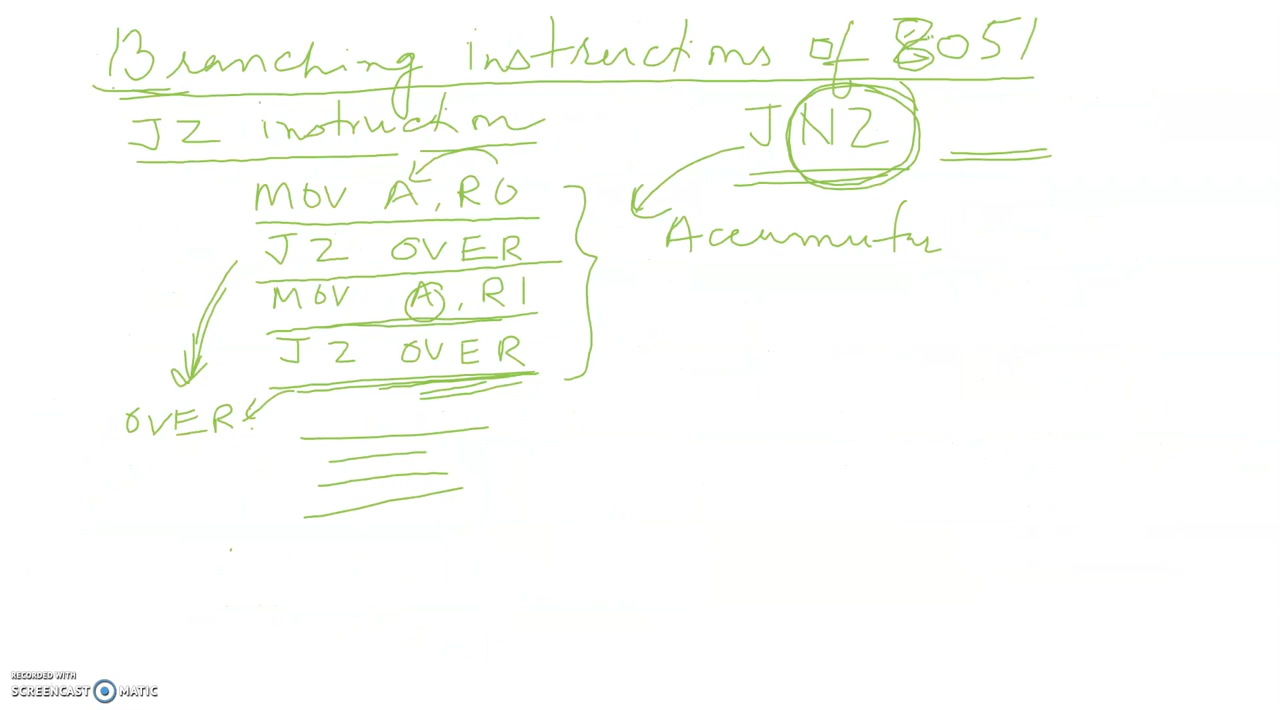 Branching instructions of 8051
JZ instruction
JNZ
MOV A, R0
JZ OVER
MOV A, R1
JZ OVER
OVER:
Accumutar
RECORDED WITH
SCREENCAST MATIC